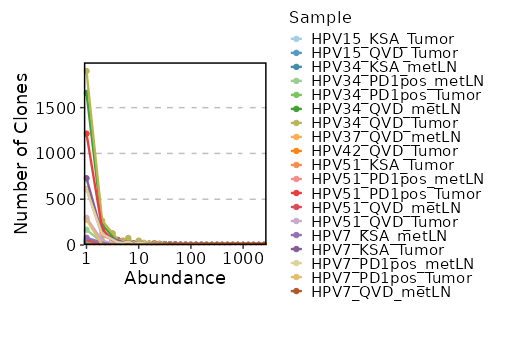 Sample
HPV15_KSA_Tumor
HPV15_QVD_Tumor
HPV34_KSA_metLN
HPV34_PD1pos_metLN
HPV34_PD1pos_Tumor
HPV34_QVD_metLN
HPV34_QVD_Tumor
HPV37_QVD_metLN
HPV42_QVD_Tumor
HPV51_KSA_Tumor
HPV51_PD1pos_metLN
HPV51_PD1pos_Tumor
HPV51_QVD_metLN
HPV51_QVD_Tumor
HPV7_KSA_metLN
HPV7_KSA_Tumor
HPV7_PD1pos_metLN
HPV7_PD1pos_Tumor
HPV7_QVD_metLN
Number of Clones
1500
1000
500
0
1 10 100 1000
Abundance